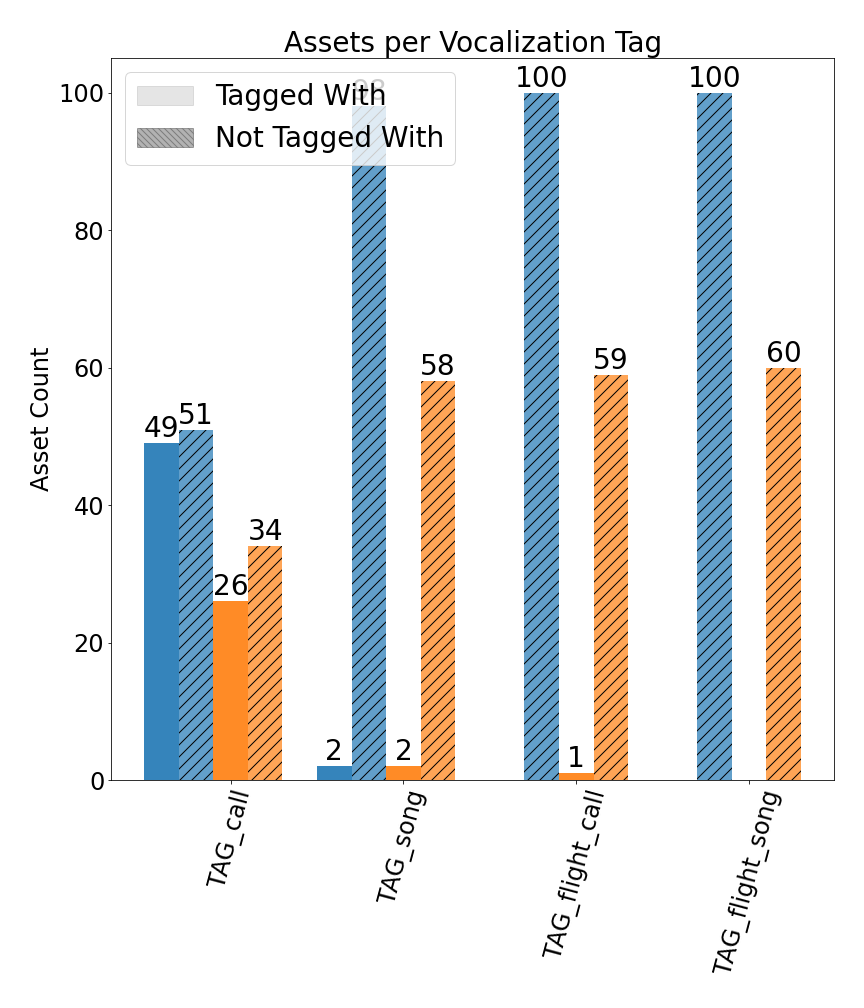 Assets per Vocalization Tag
Tagged With
Not Tagged With
Asset Count
100
80
60
40
20
0
49
51
26
34
2
98
2
58
100
1
59
100
60
TAG_call
TAG_song
TAG_flight_call
TAG_flight_song